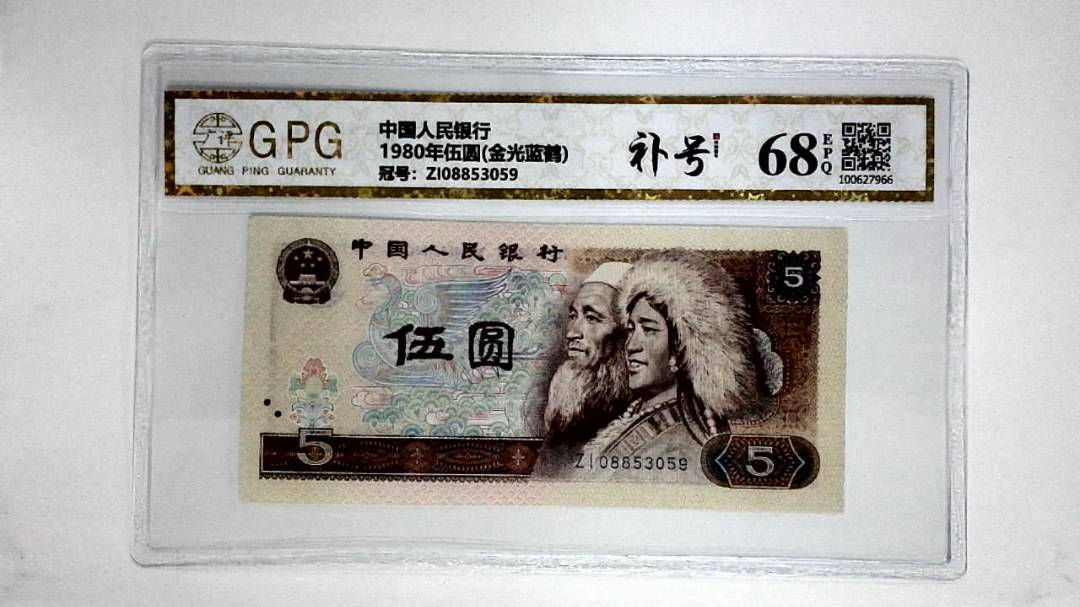 广评
GPG
GUANG PING GUARANTY
中国人民银行
1980年伍圆(金光蓝鹤)
冠号: ZI08853059
补号
68
EPQ
100627966
中国人民银行
5
伍圆
5
ZI08853059
5